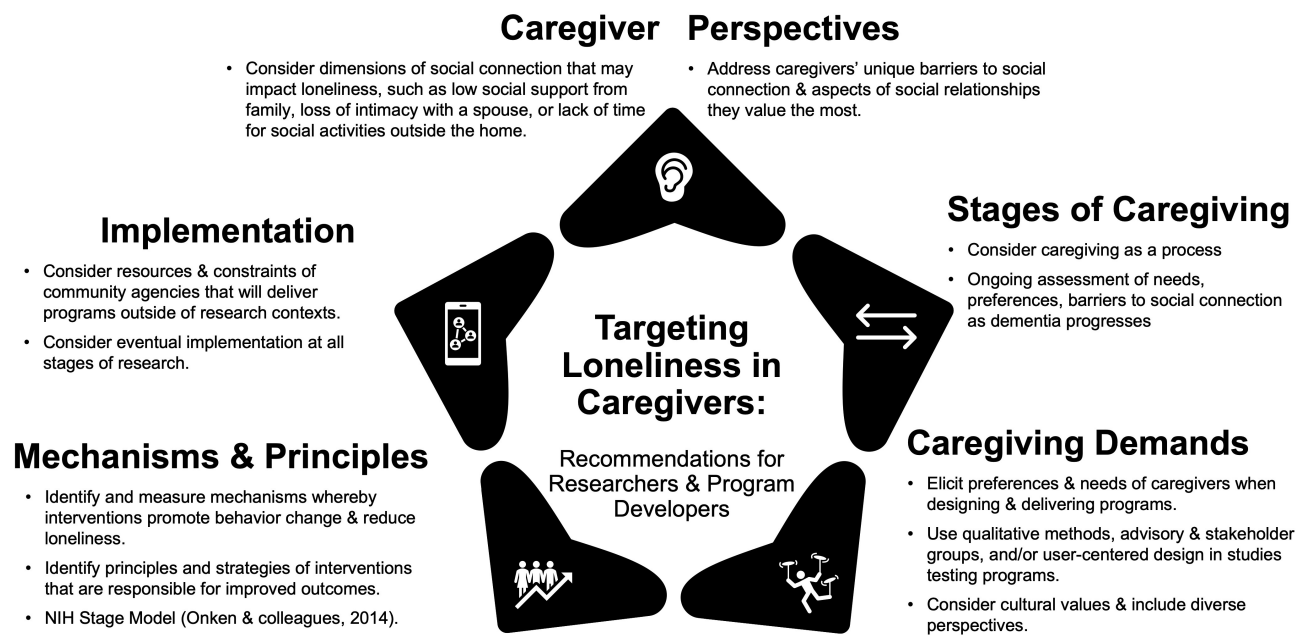 Caregiver Perspectives
• Consider dimensions of social connection that may
impact loneliness, such as low social support from
family, loss of intimacy with a spouse, or lack of time
for social activities outside the home.
• Address caregivers’ unique barriers to social
connection & aspects of social relationships
they value the most.
Stages of Caregiving
• Consider caregiving as a process
• Ongoing assessment of needs,
preferences, barriers to social connection
as dementia progresses
Caregiving Demands
• Elicit preferences & needs of caregivers when
designing & delivering programs.
• Use qualitative methods, advisory & stakeholder
groups, and/or user-centered design in studies
testing programs.
• Consider cultural values & include diverse
perspectives.
Mechanisms & Principles
• Identify and measure mechanisms whereby
interventions promote behavior change & reduce
loneliness.
• Identify principles and strategies of interventions
that are responsible for improved outcomes.
• NIH Stage Model (Onken & colleagues, 2014).
Implementation
• Consider resources & constraints of
community agencies that will deliver
programs outside of research contexts.
• Consider eventual implementation at all
stages of research.
Targeting
Loneliness in
Caregivers:
Recommendations for
Researchers & Program
Developers